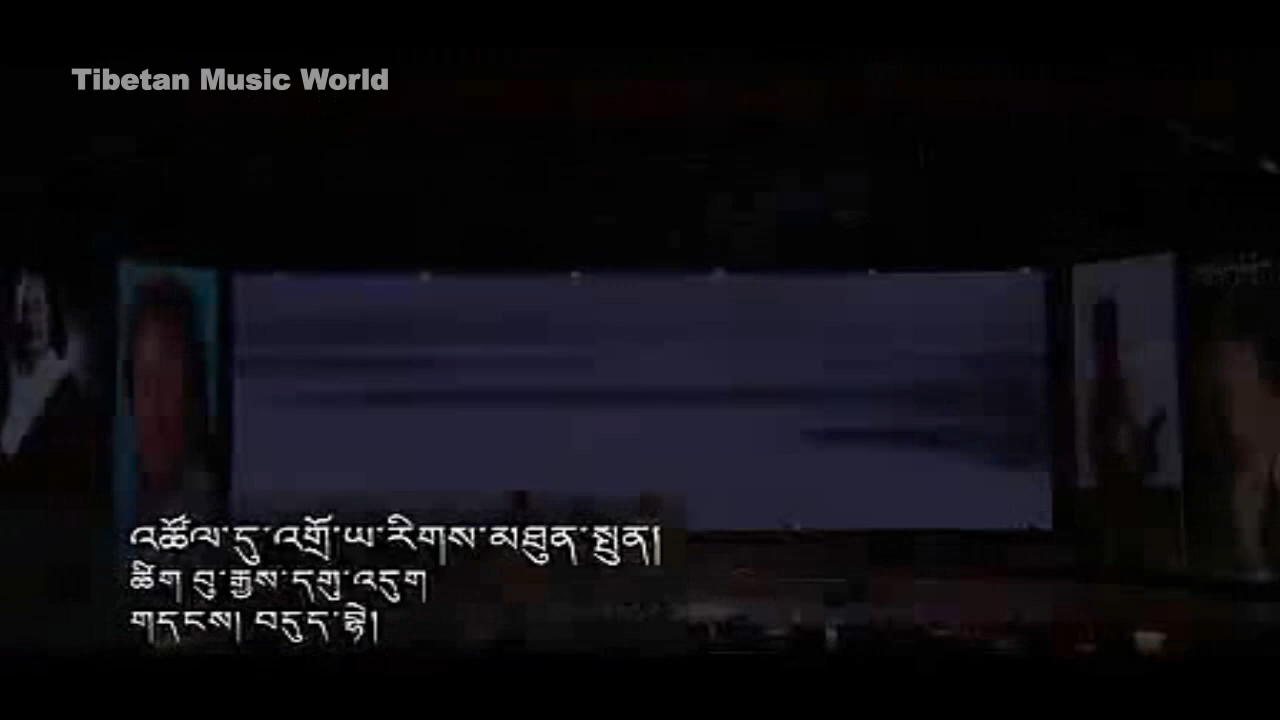 Tibetan Music World
འཚོལ་དུ་འགྲོ་ཡ་རིགས་མཐུན་སྤུན།
ཚིག བུ་རྒྱས་དགུ་འདུག
གདངས། བདུད་བྷེ།